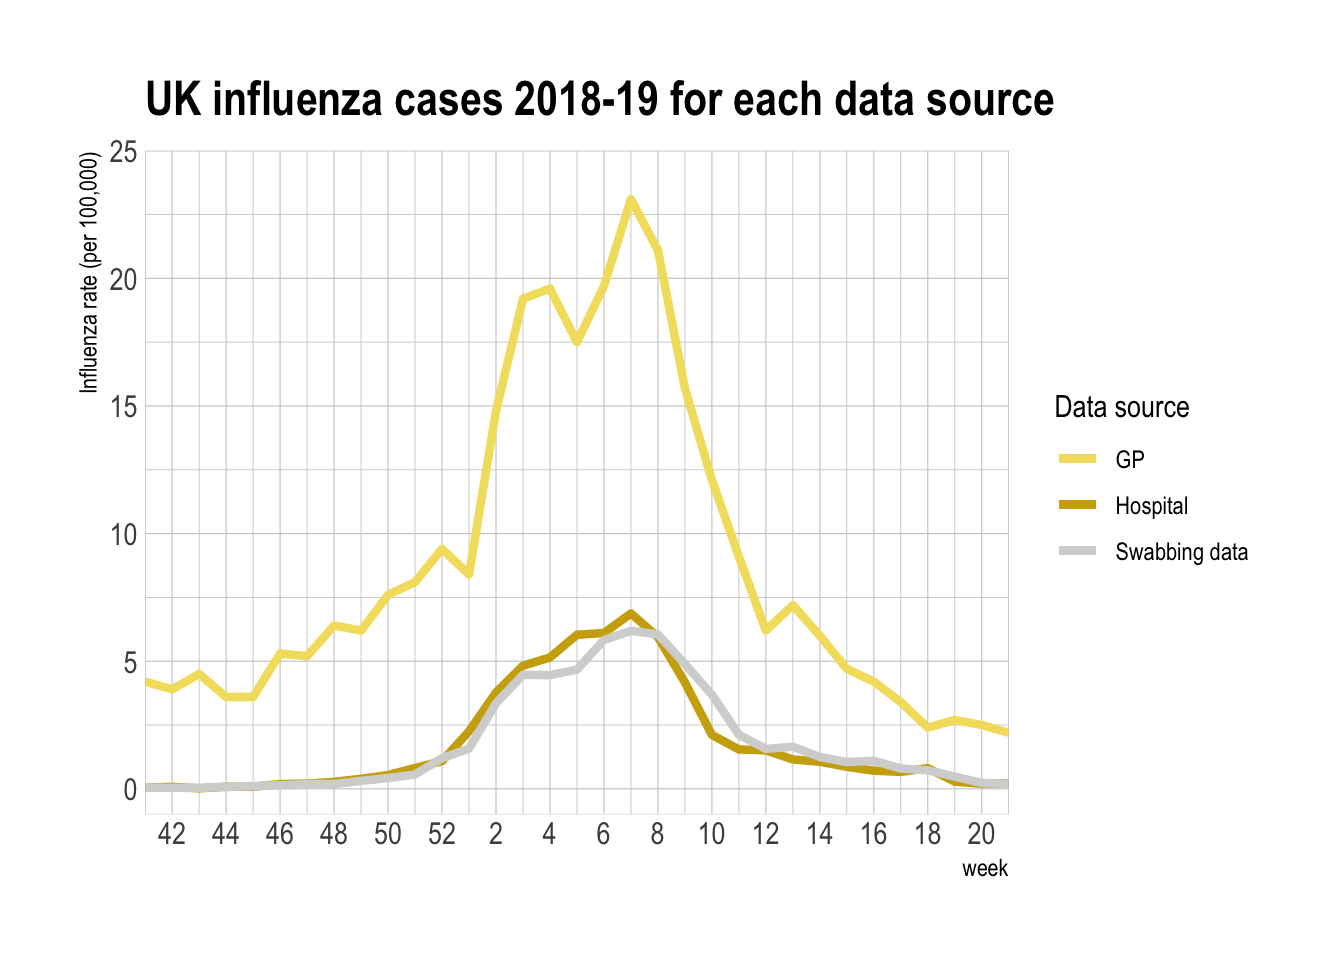 UK influenza cases 2018-19 for each data source
Influenza rate (per 100,000)
25
20
15
10
5
0
42 44 46 48 50 52 2 4 6 8 10 12 14 16 18 20
week
Data source
GP
Hospital
Swabbing data